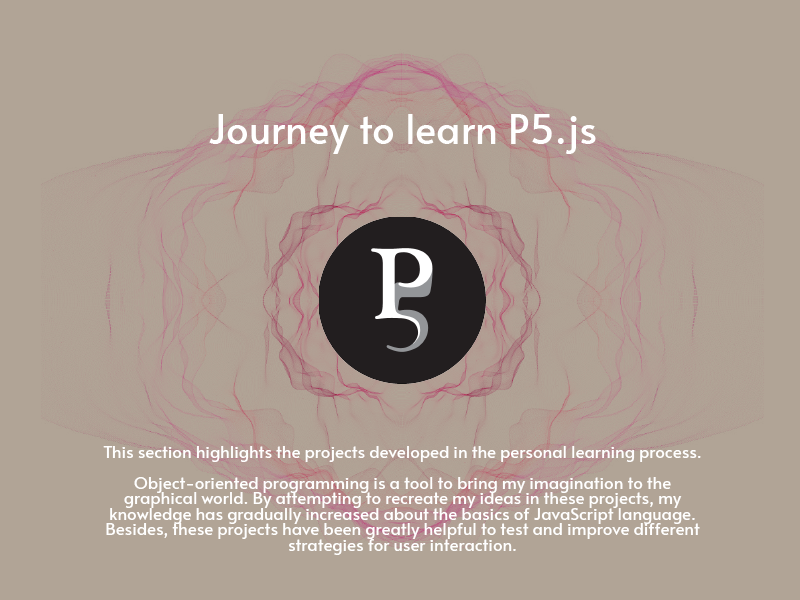 Journey to learn P5.js
P5
This section highlights the projects developed in the personal learning process.
Object-oriented programming is a tool to bring my imagination to the
graphical world. By attempting to recreate my ideas in these projects, my
knowledge has gradually increased about the basics of JavaScript language.
Besides, these projects have been greatly helpful to test and improve different
strategies for user interaction.